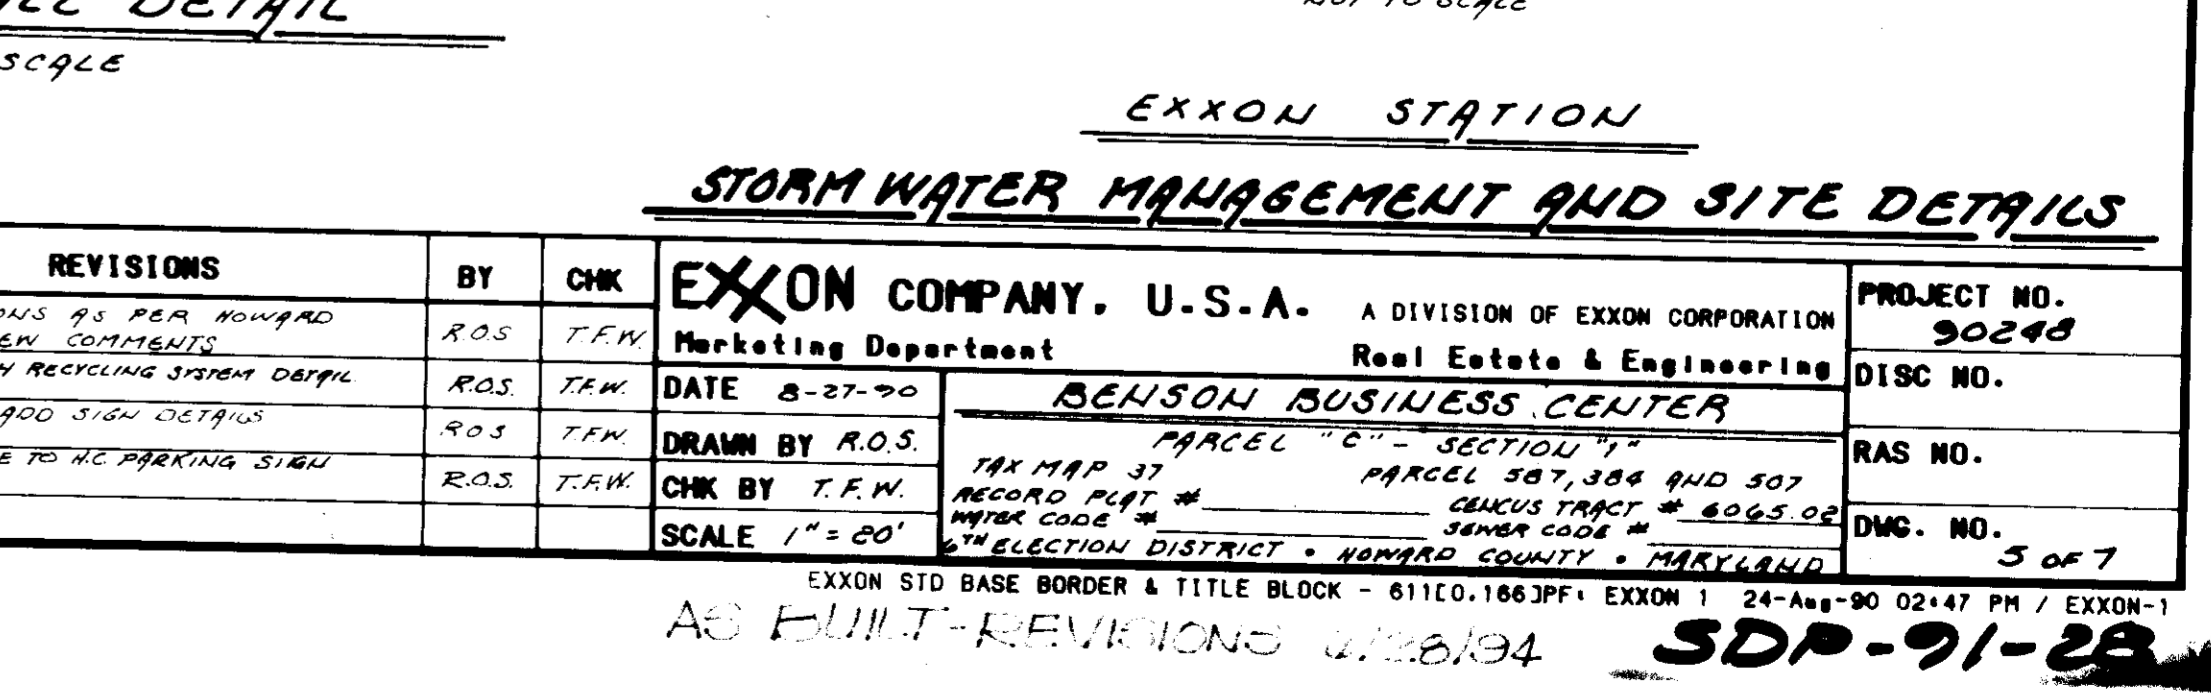 DETAIL
NOT TO SCALE
SCALE
EXXON STATION
STORM WATER MANAGEMENT AND SITE DETAILS
REVISIONS BY CHK
AS PER HOWARD
COMMENTS R.O.S T.F.W.
RECYCLING SYSTEM DETAIL R.O.S. T.F.W.
ADD SIGN DETAILS R O S T.F.W.
TO H.C. PARKING SIGN R.O.S. T.F.W.
EXXON COMPANY, U.S.A. A DIVISION OF EXXON CORPORATION
Marketing Department Real Estate & Engineering
DATE 8-27-90
DRAWN BY R.O.S.
CHK BY T.F.W.
SCALE 1" = 20'
BENSON BUSINESS CENTER
PARCEL "C" - SECTION "1"
TAX MAP 37 PARCEL 587, 384 AND 507
RECORD PLAT # CENCUS TRACT # 6065.02
WATER CODE # SEWER CODE #
6TH ELECTION DISTRICT • HOWARD COUNTY • MARYLAND
PROJECT NO.
90248
DISC NO.
RAS NO.
DWG. NO.
5 OF 7
EXXON STD BASE BORDER & TITLE BLOCK - 611[0,166]PF: EXXON 1 24-Aug-90 02:47 PM / EXXON-1
AS BUILT-REVISIONS /28/94
SDP-91-28